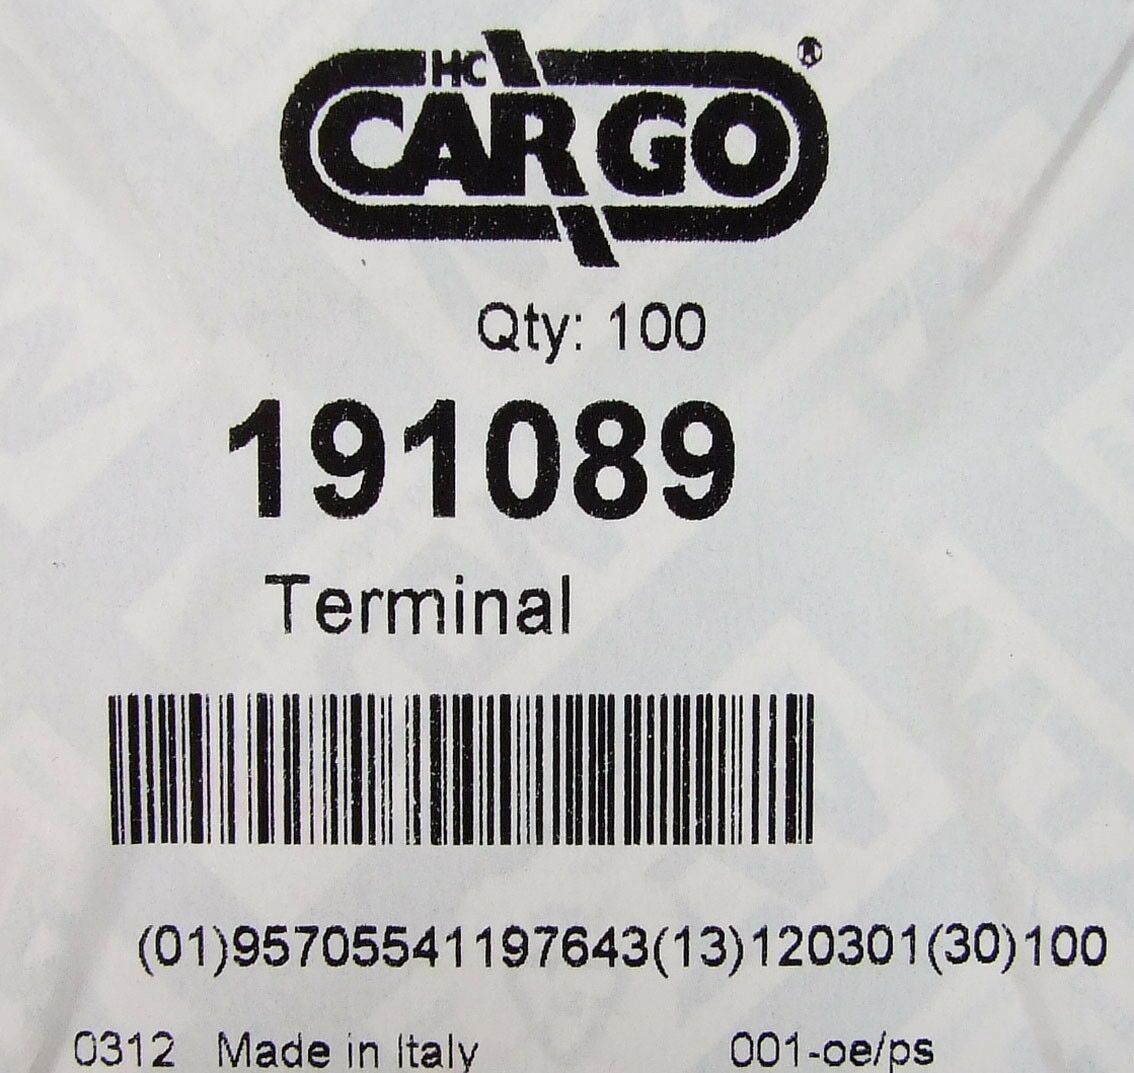 HC
CARGO®
Qty: 100
191089
Terminal
(01)95705541197643(13)120301(30)100
0312 Made in Italy 001-oe/ps